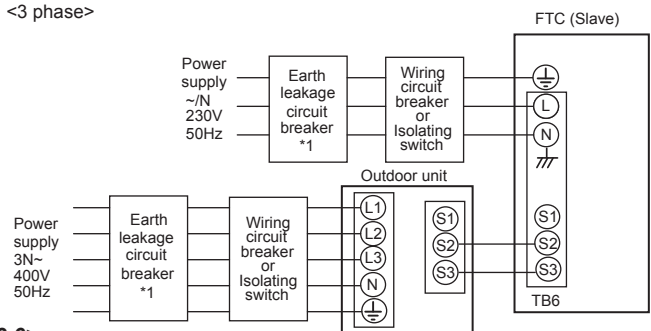 <3 phase>
FTC (Slave)
Power
supply
~/N
230V
50Hz
Earth
leakage
circuit
breaker
*1
Wiring
circuit
breaker
or
Isolating
switch
L
N
Outdoor unit
Power
supply
3N~
400V
50Hz
Earth
leakage
circuit
breaker
*1
Wiring
circuit
breaker
or
Isolating
switch
L1
L2
L3
N
S1
S2
S3
S1
S2
S3
TB6